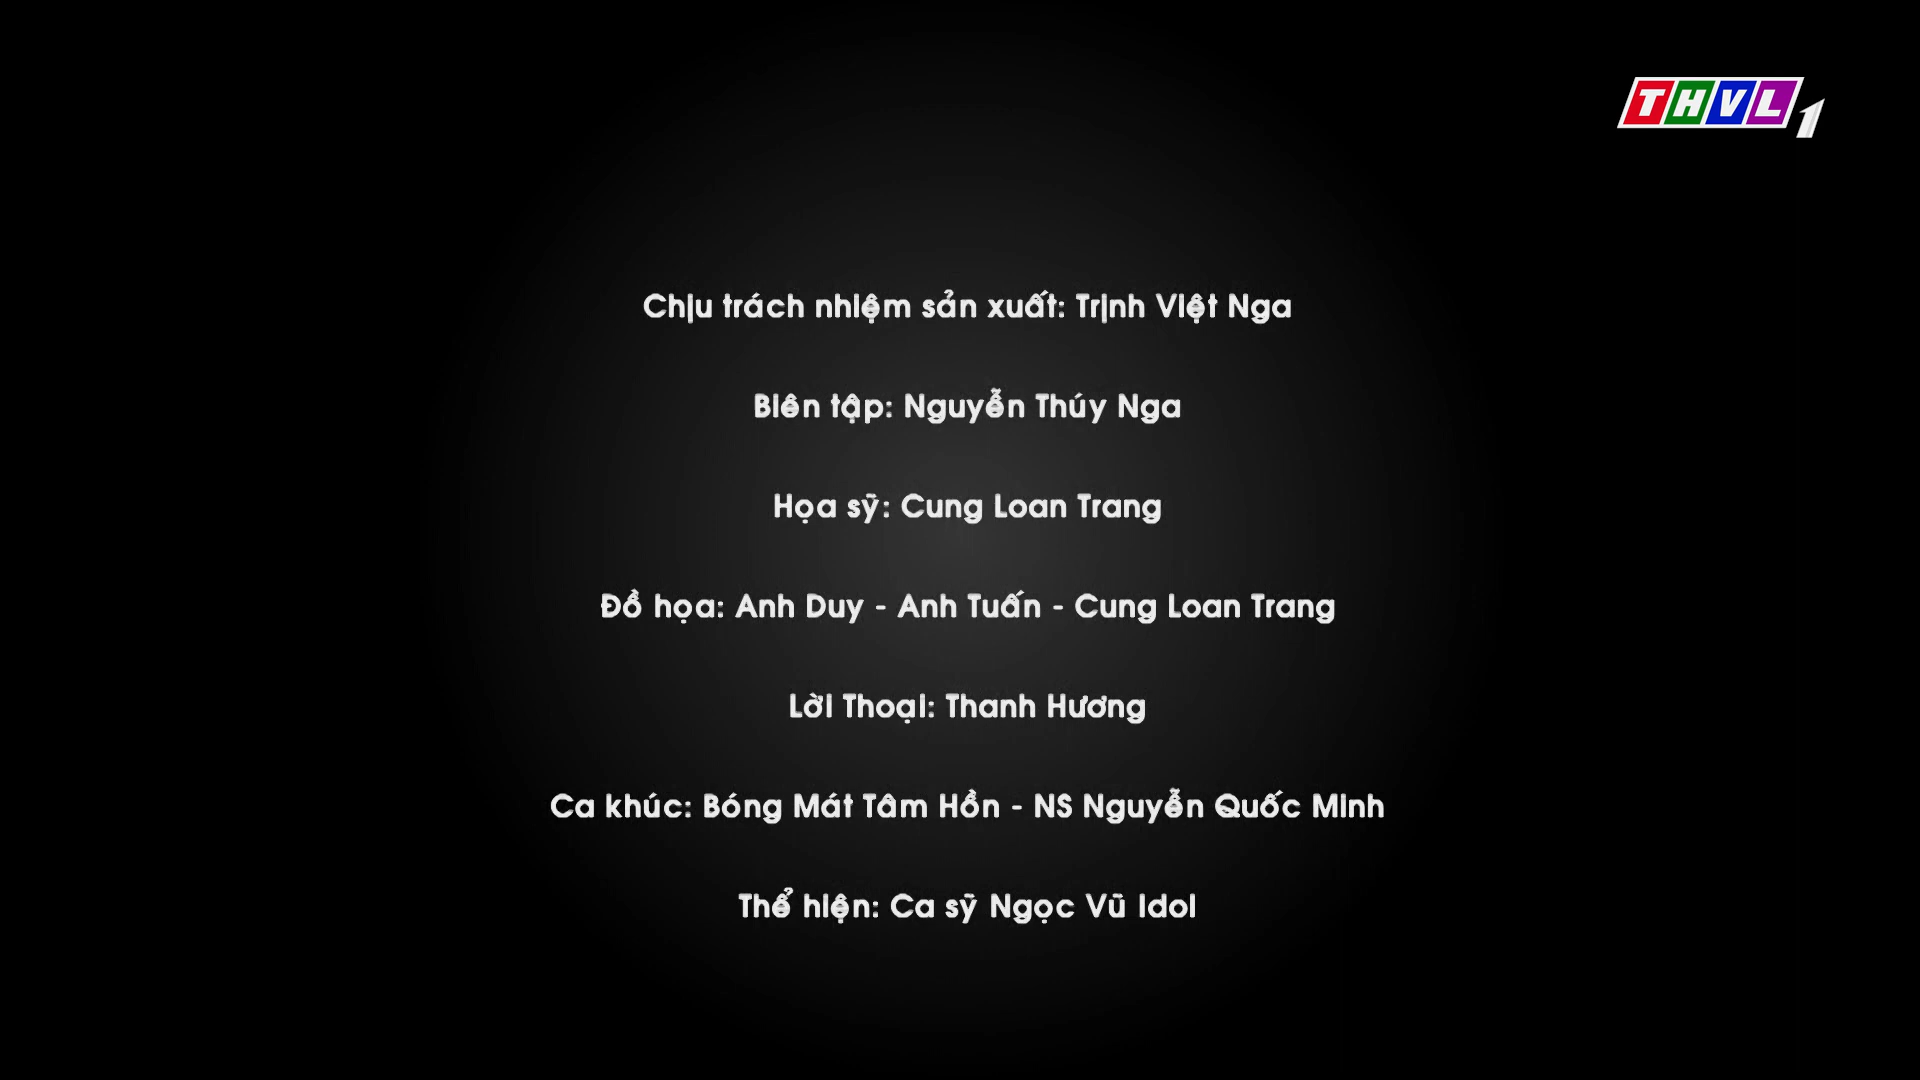 THVL1
Chịu trách nhiệm sản xuất: Trịnh Việt Nga
Biên tập: Nguyễn Thúy Nga
Họa sỹ: Cung Loan Trang
Đồ họa: Anh Duy - Anh Tuấn - Cung Loan Trang
Lời Thoại: Thanh Hương
Ca khúc: Bóng Mát Tâm Hồn - NS Nguyễn Quốc Minh
Thể hiện: Ca sỹ Ngọc Vũ Idol